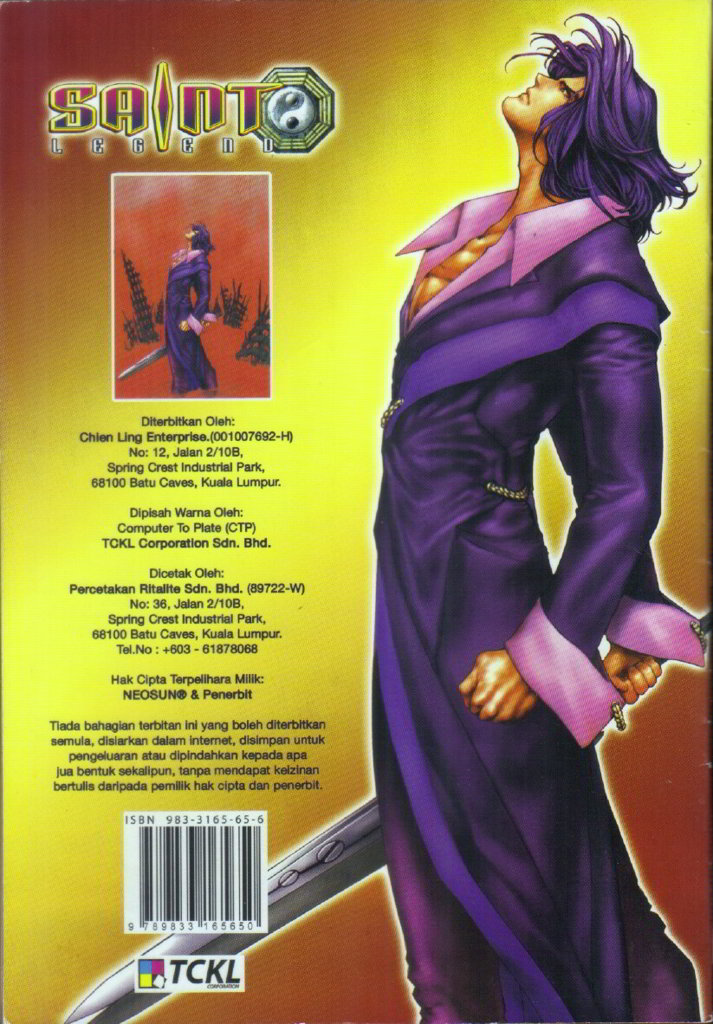 SAINT
LEGEND
Diterbitkan Oleh:
Chien Ling Enterprise.(001007692-H)
No: 12, Jalan 2/10B,
Spring Crest Industrial Park,
68100 Batu Caves, Kuala Lumpur.
Dipisah Warna Oleh:
Computer To Plate (CTP)
TCKL Corporation Sdn. Bhd.
Dicetak Oleh:
Percetakan Ritalite Sdn. Bhd. (89722-W)
No: 36, Jalan 2/10B,
Spring Crest Industrial Park,
68100 Batu Caves, Kuala Lumpur.
Tel.No : +603 - 61878068
Hak Cipta Terpelihara Milik:
NEOSUN® & Penerbit
Tiada bahagian terbitan ini yang boleh diterbitkan
semula, disiarkan dalam internet, disimpan untuk
pengeluaran atau dipindahkan kepada apa
jua bentuk sekalipun, tanpa mendapat keizinan
bertulis daripada pemilik hak cipta dan penerbit.
ISBN 983-3165-65-6
9 789833 165650
TCKL
CORPORATION